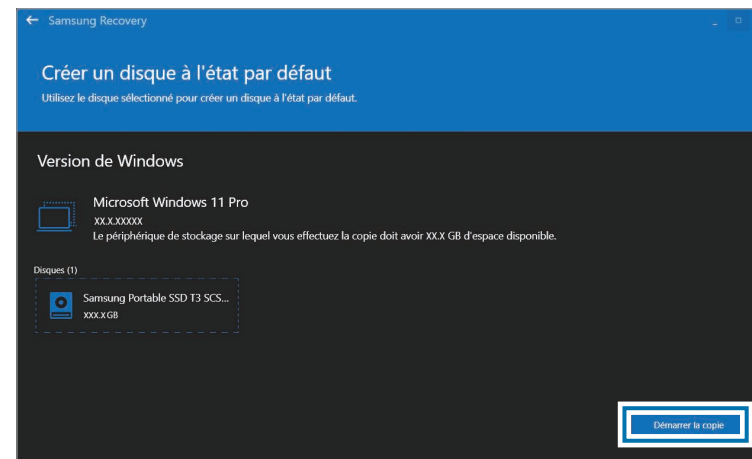 Samsung Recovery
Créer un disque à l'état par défaut
Utilisez le disque sélectionné pour créer un disque à l'état par défaut.
Version de Windows
Microsoft Windows 11 Pro
XX.X.XXXXX
Le périphérique de stockage sur lequel vous effectuez la copie doit avoir XX.X GB d'espace disponible.
Disques (1)
Samsung Portable SSD T3 SCS...
XXX.X GB
Démarrer la copie